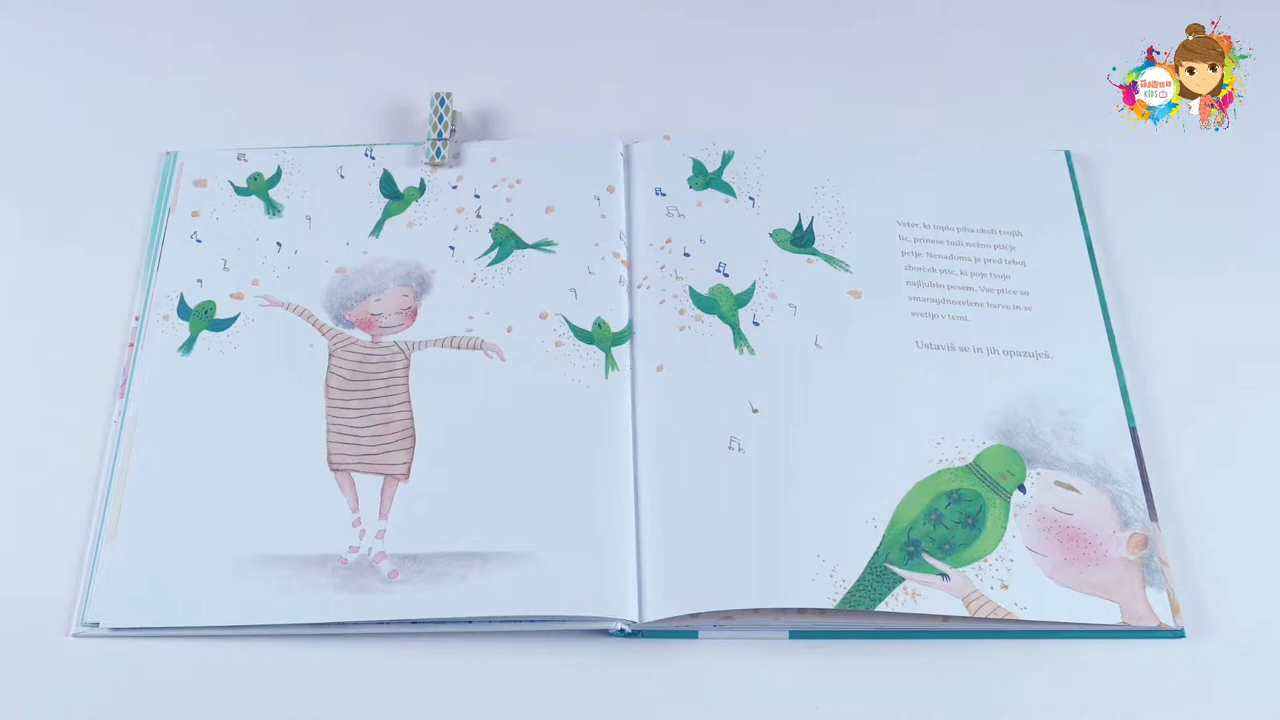 Veter, ki toplo piha okoli tvojih
lic, prinese tudi nežno ptičje
petje. Nenadoma je pred teboj
zborček ptic, ki poje tvojo
najljubšo pesem. Vse ptice so
smaragdnozelene barve in se
svetijo v temi.
Ustaviš se in jih opazuješ.
KIDS